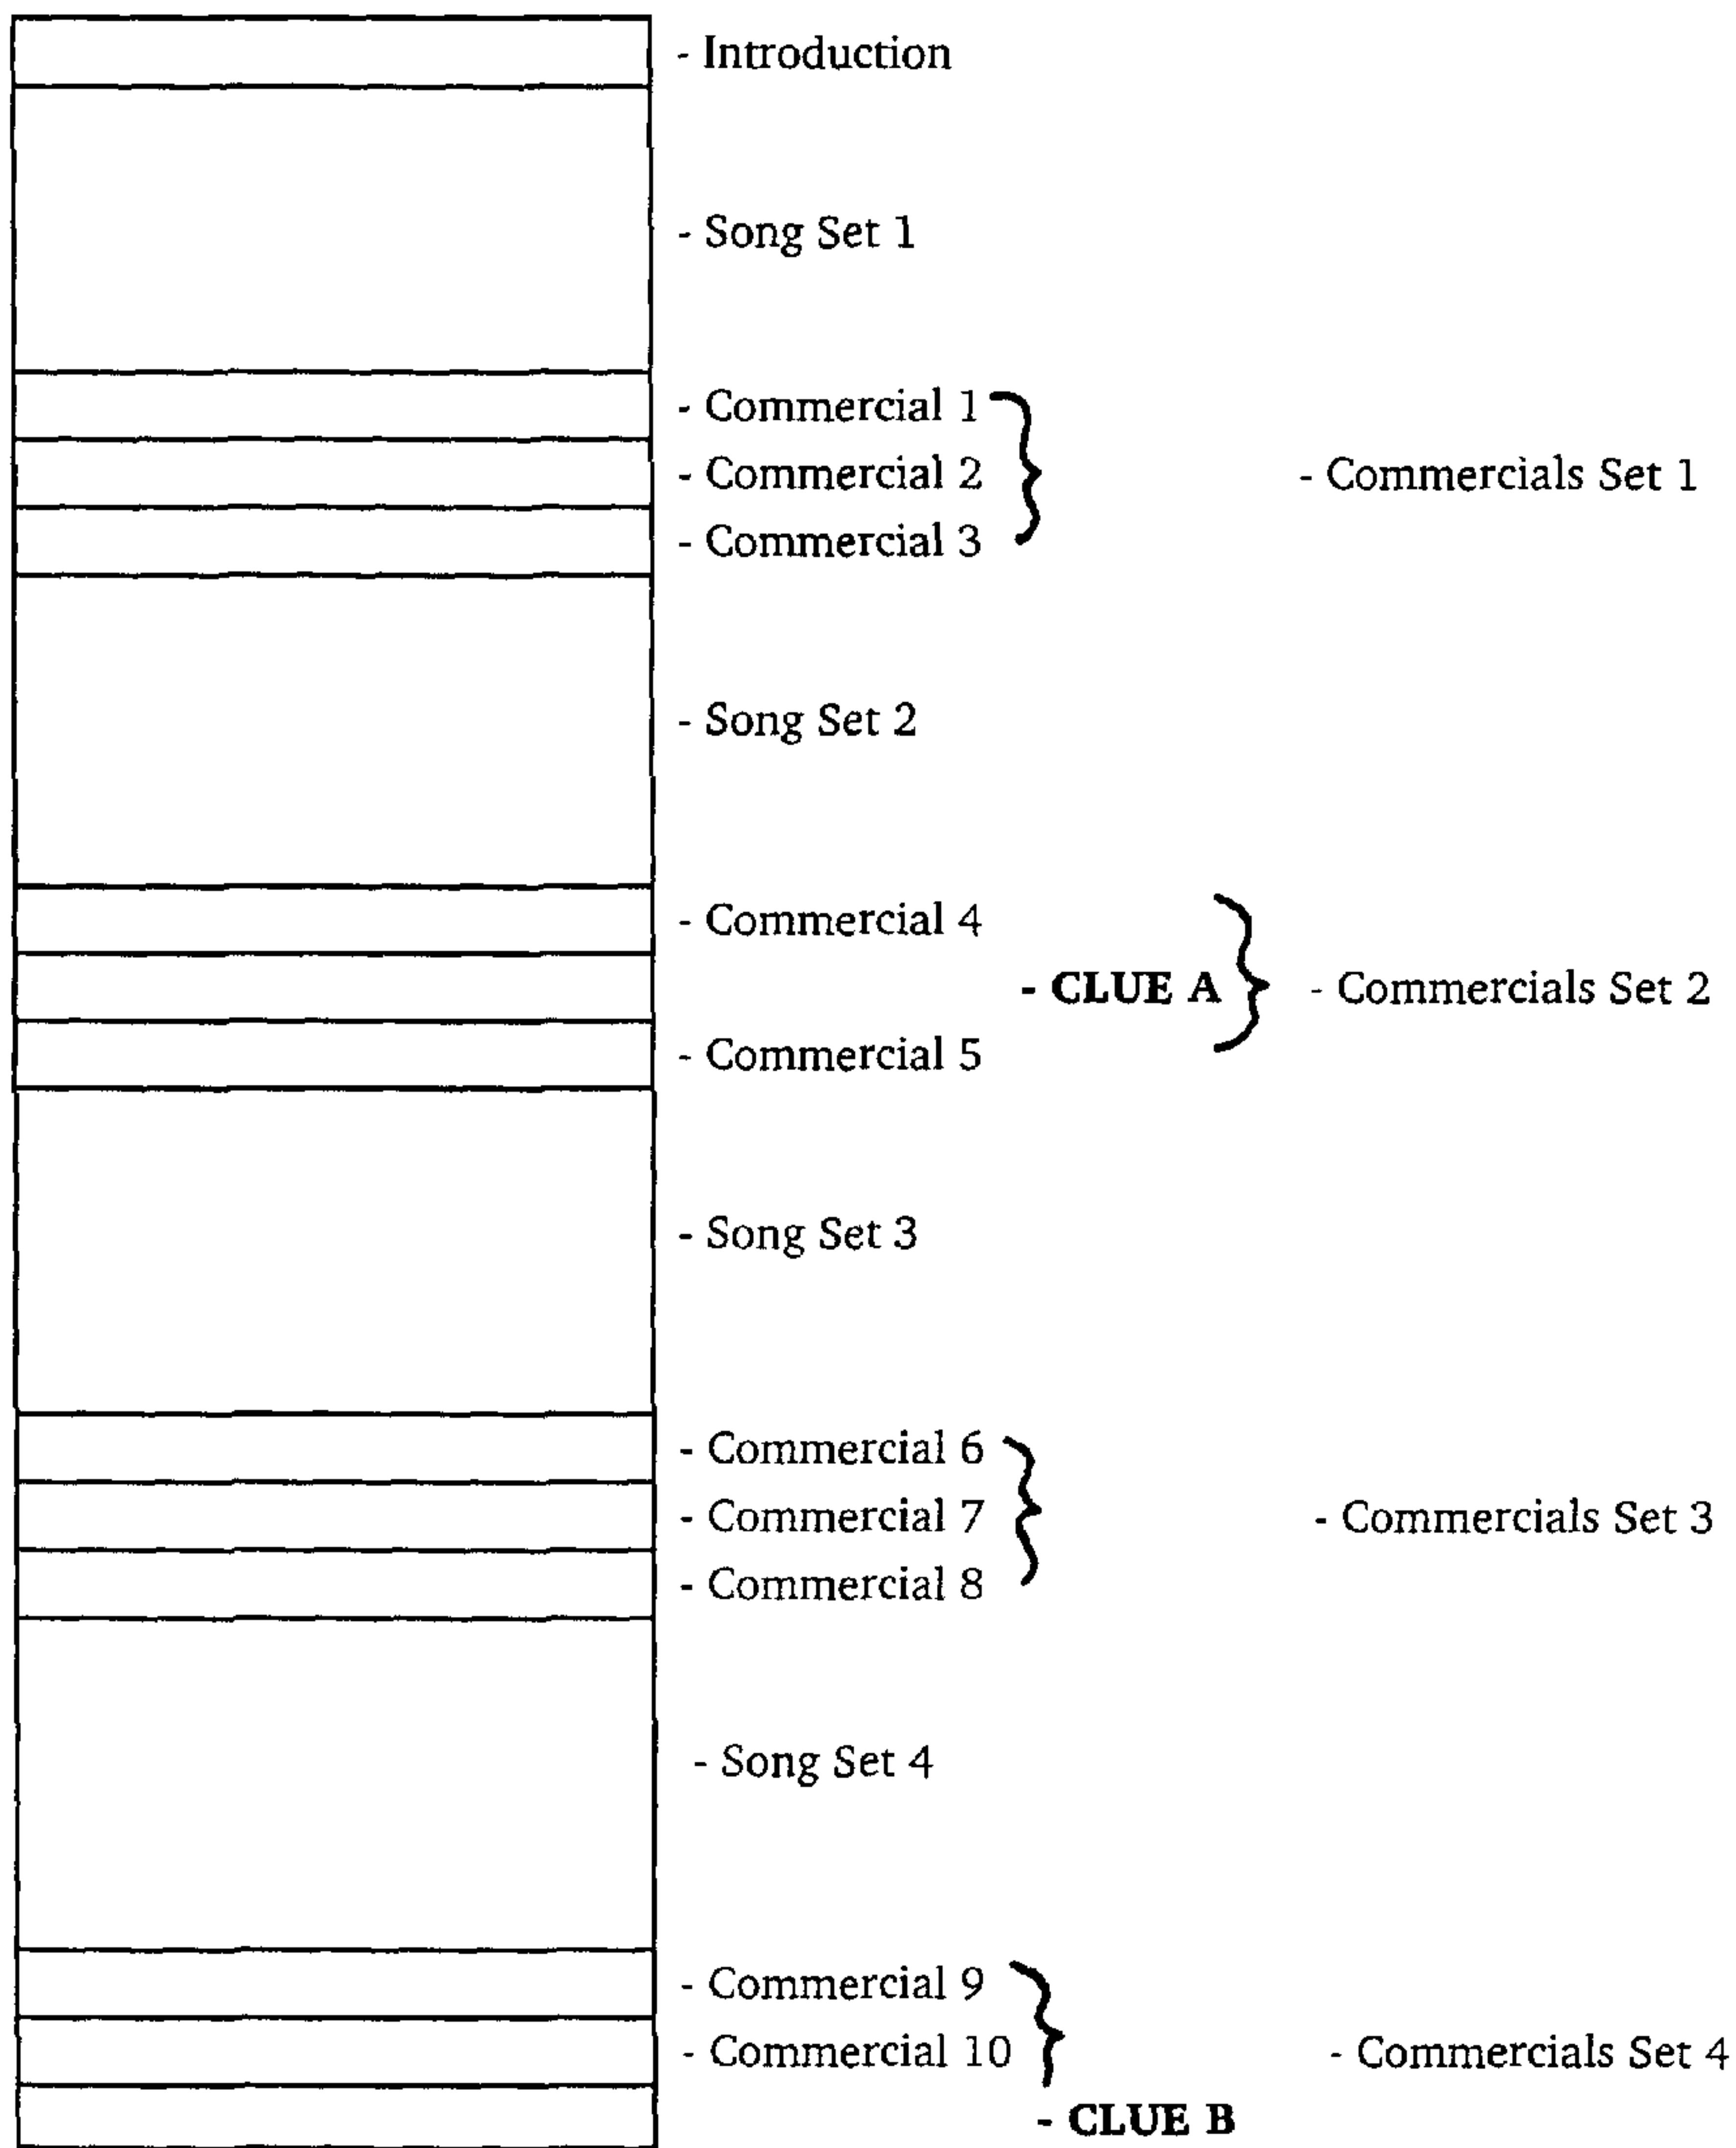 - Introduction
- Song Set 1
- Commercial 1
- Commercial 2 - Commercials Set 1
- Commercial 3
- Song Set 2
- Commercial 4
- CLUE A - Commercials Set 2
- Commercial 5
- Song Set 3
- Commercial 6
- Commercial 7 - Commercials Set 3
- Commercial 8
- Song Set 4
- Commercial 9
- Commercial 10 - Commercials Set 4
- CLUE B